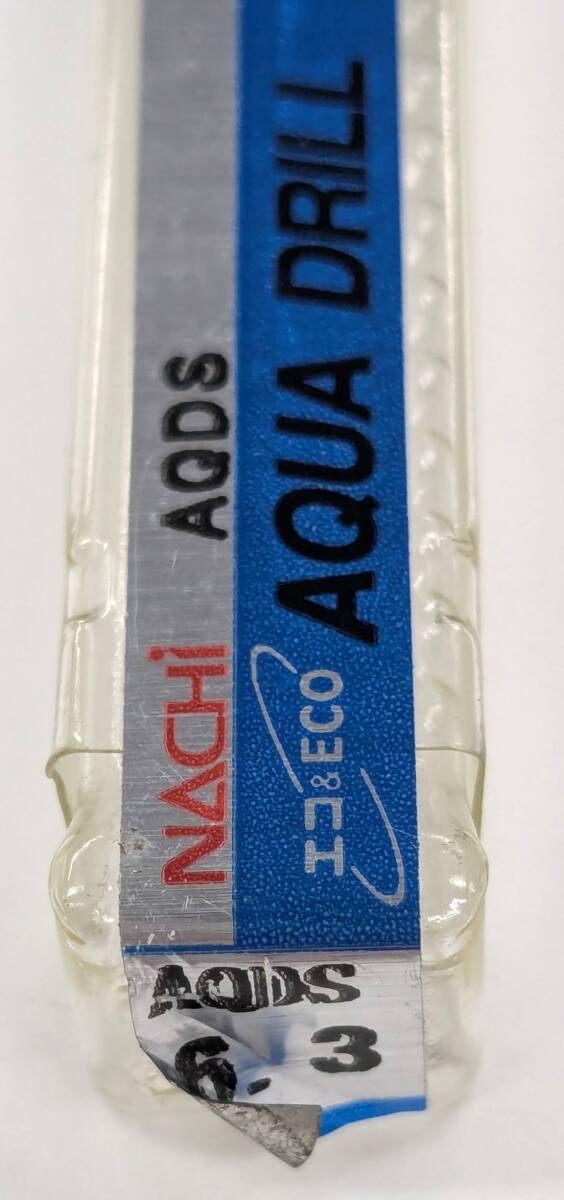 NACHi AQDS
エコ&ECO AQUA DRILL
AQDS
6. 3